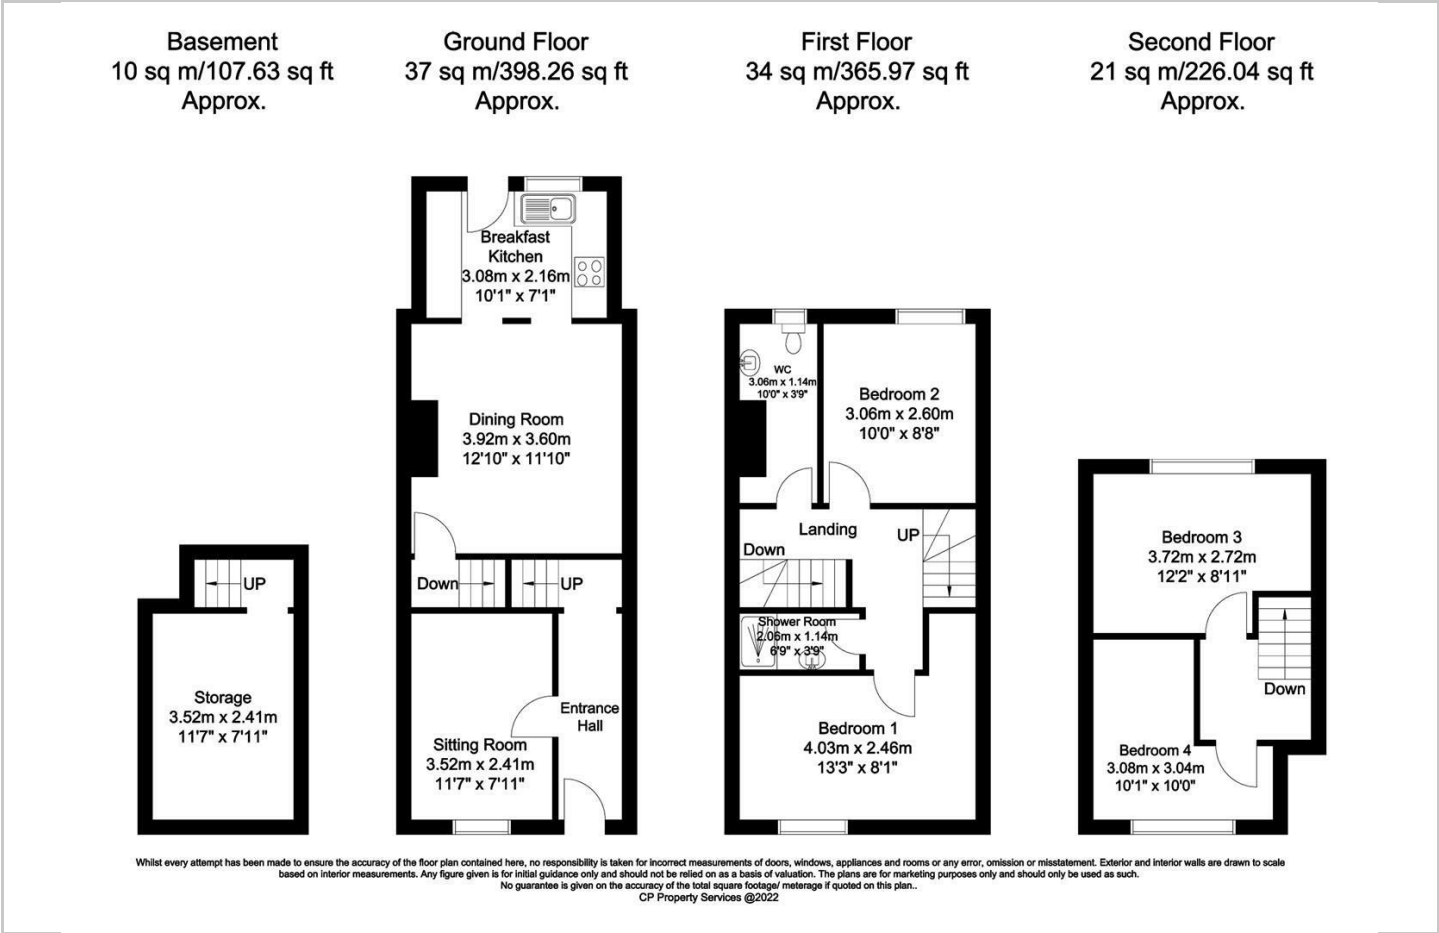 Basement
10 sq m/107.63 sq ft
Approx.
Ground Floor
37 sq m/398.26 sq ft
Approx.
First Floor
34 sq m/365.97 sq ft
Approx.
Second Floor
21 sq m/226.04 sq ft
Approx.
UP
Storage
3.52m x 2.41m
11'7" x 7'11"
Breakfast
Kitchen
3.08m x 2.16m
10'1" x 7'1"
Dining Room
3.92m x 3.60m
12'10" x 11'10"
Down
UP
Entrance
Hall
Sitting Room
3.52m x 2.41m
11'7" x 7'11"
WC
3.06m x 1.14m
10'0" x 3'9"
Bedroom 2
3.06m x 2.60m
10'0" x 8'8"
Landing
UP
Down
Shower Room
2.06m x 1.14m
6'9" x 3'9"
Bedroom 1
4.03m x 2.46m
13'3" x 8'1"
Bedroom 3
3.72m x 2.72m
12'2" x 8'11"
Down
Bedroom 4
3.08m x 3.04m
10'1" x 10'0"
Whilst every attempt has been made to ensure the accuracy of the floor plan contained here, no responsibility is taken for incorrect measurements of doors, windows, appliances and rooms or any error, omission or misstatement. Exterior and interior walls are drawn to scale
based on interior measurements. Any figure given is for initial guidance only and should not be relied on as a basis of valuation. The plans are for marketing purposes only and should only be used as such.
No guarantee is given on the accuracy of the total square footage/ meterage if quoted on this plan..
CP Property Services @2022